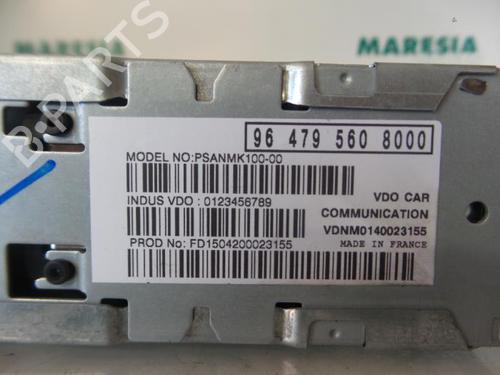 MARESIA
MARESIA
B-PARTS
96 479 560 8000
MODEL NO:PSANMK100-00
INDUS VDO : 0123456789
VDO CAR
COMMUNICATION
VDNM0140023155
PROD No: FD1504200023155
MADE IN FRANCE